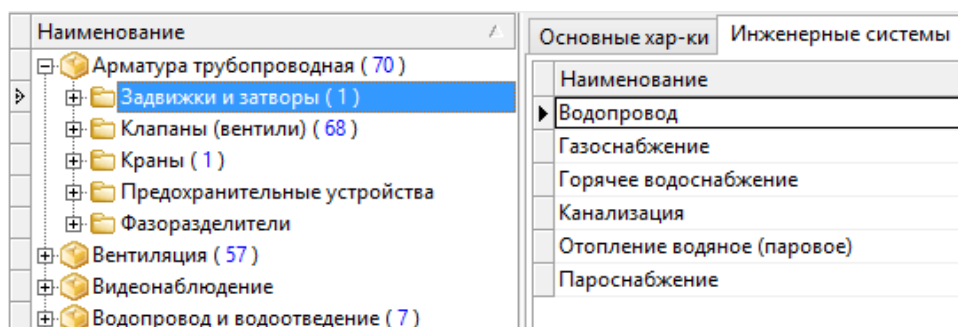 Наименование
Арматура трубопроводная ( 70 )
Задвижки и затворы ( 1 )
Клапаны (вентили) ( 68 )
Краны ( 1 )
Предохранительные устройства
Фазоразделители
Вентиляция ( 57 )
Видеонаблюдение
Водопровод и водоотведение ( 7 )
Основные хар-ки
Инженерные системы
Наименование
Водопровод
Газоснабжение
Горячее водоснабжение
Канализация
Отопление водяное (паровое)
Пароснабжение